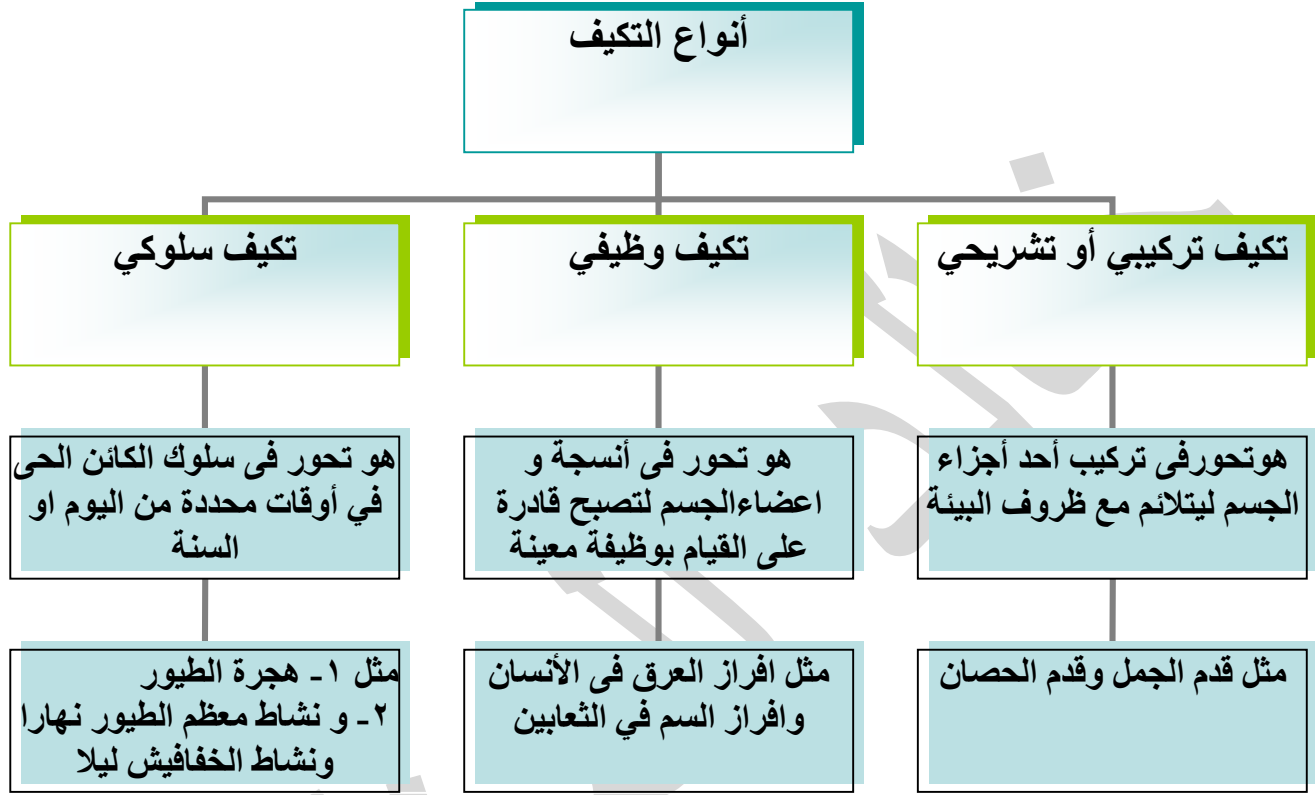 أنواع التكيف
تكيف تركيبي أو تشريحي
تكيف وظيفي
تكيف سلوكي
هوتحورفى تركيب أحد أجزاء
الجسم ليتلائم مع ظروف البيئة
هو تحور فى أنسجة و
اعضاءالجسم لتصبح قادرة
على القيام بوظيفة معينة
هو تحور فى سلوك الكائن الحى
في أوقات محددة من اليوم او
السنة
مثل قدم الجمل وقدم الحصان
مثل افراز العرق فى الأنسان
وافراز السم في الثعابين
مثل ١- هجرة الطيور
٢- و نشاط معظم الطيور نهارا
ونشاط الخفافيش ليلا